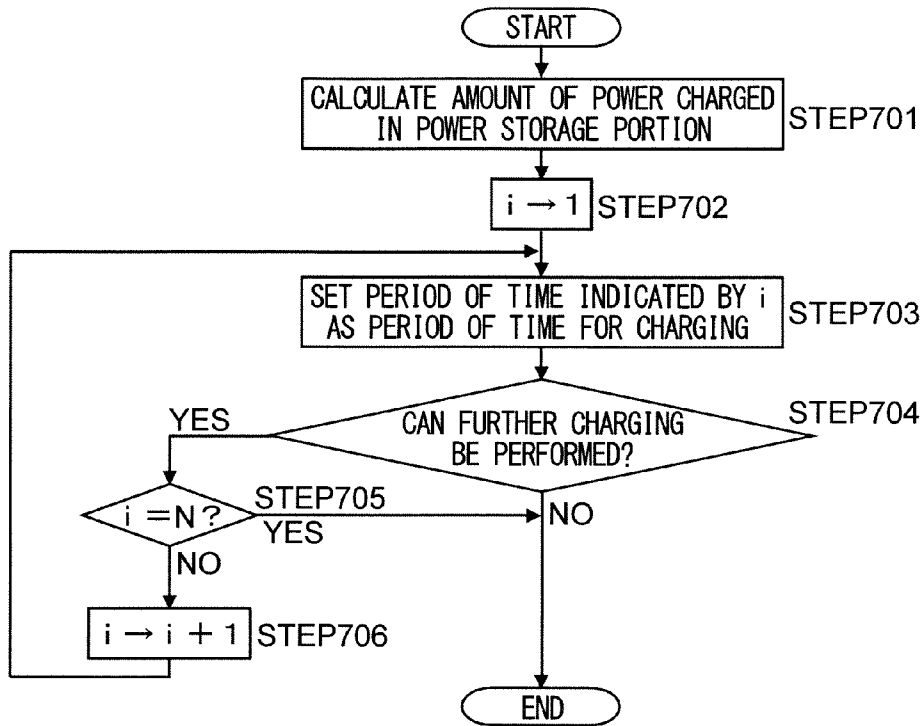 START
CALCULATE AMOUNT OF POWER CHARGED
IN POWER STORAGE PORTION
STEP701
i → 1
STEP702
SET PERIOD OF TIME INDICATED BY i
AS PERIOD OF TIME FOR CHARGING
STEP703
CAN FURTHER CHARGING
BE PERFORMED?
STEP704
YES
NO
i = N?
STEP705
YES
NO
i → i + 1
STEP706
END